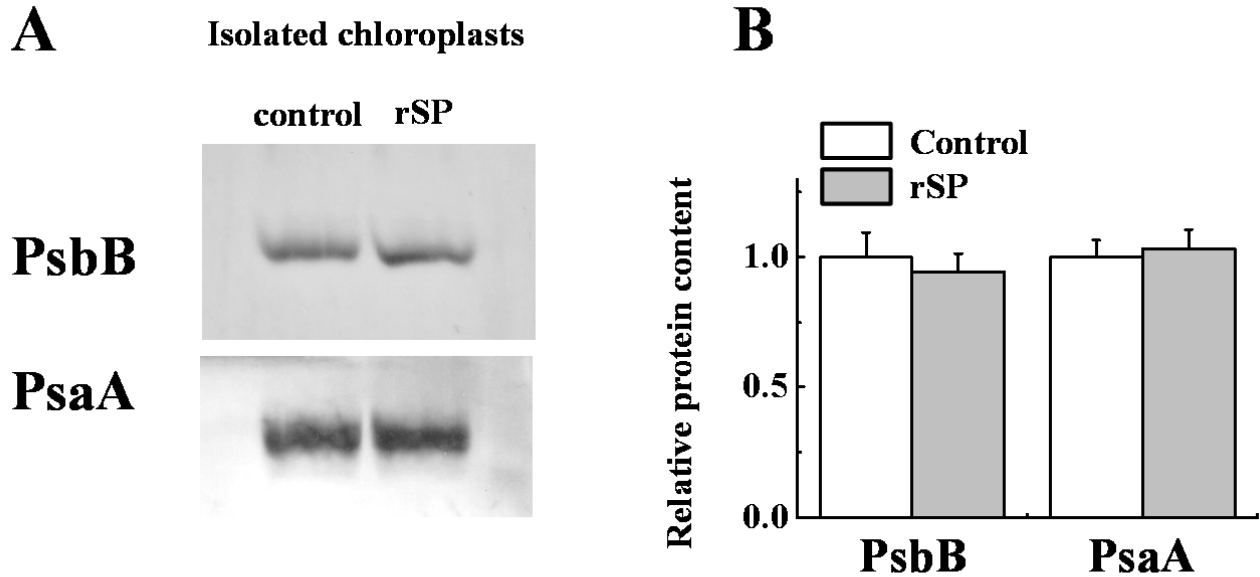 A
Isolated chloroplasts
control rSP
PsbB
PsaA
B
Control
rSP
Relative protein content
1.0
0.5
0.0
PsbB PsaA